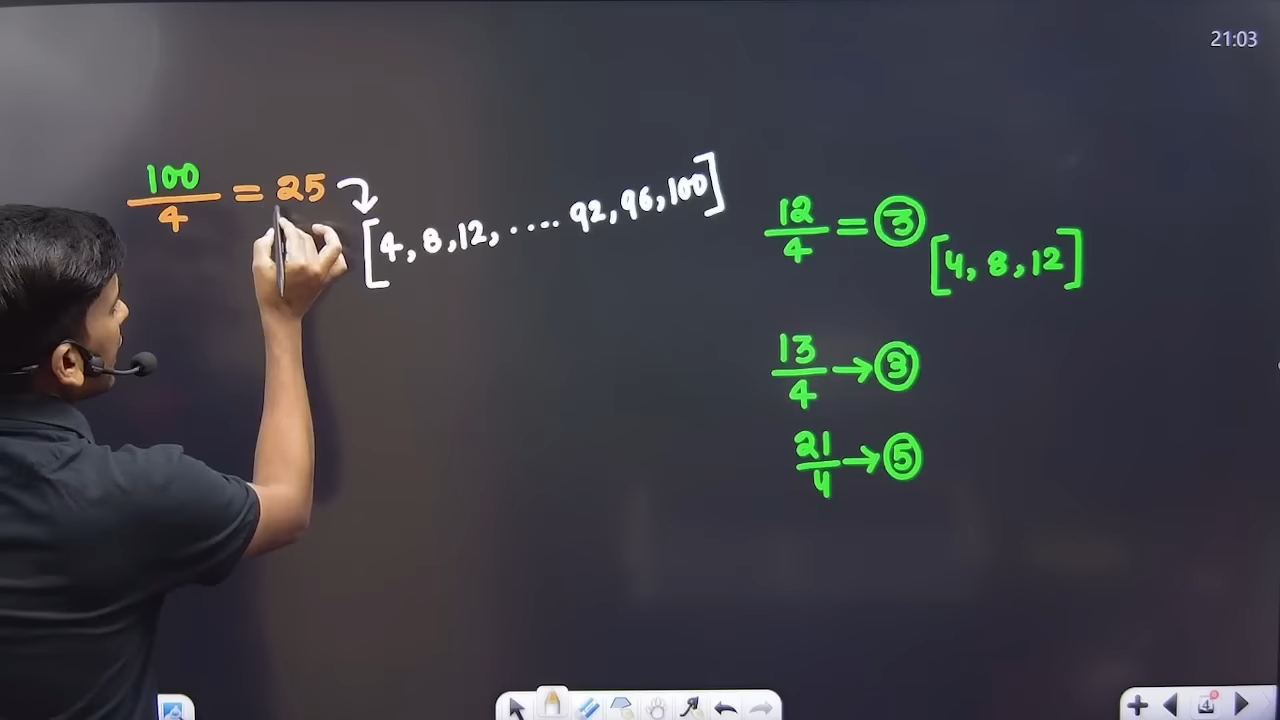 21:03
100/4 = 25
[4, 8, 12, .... 92, 96, 100]
12/4 = 3
[4, 8, 12]
13/4 → 3
21/4 → 5
4